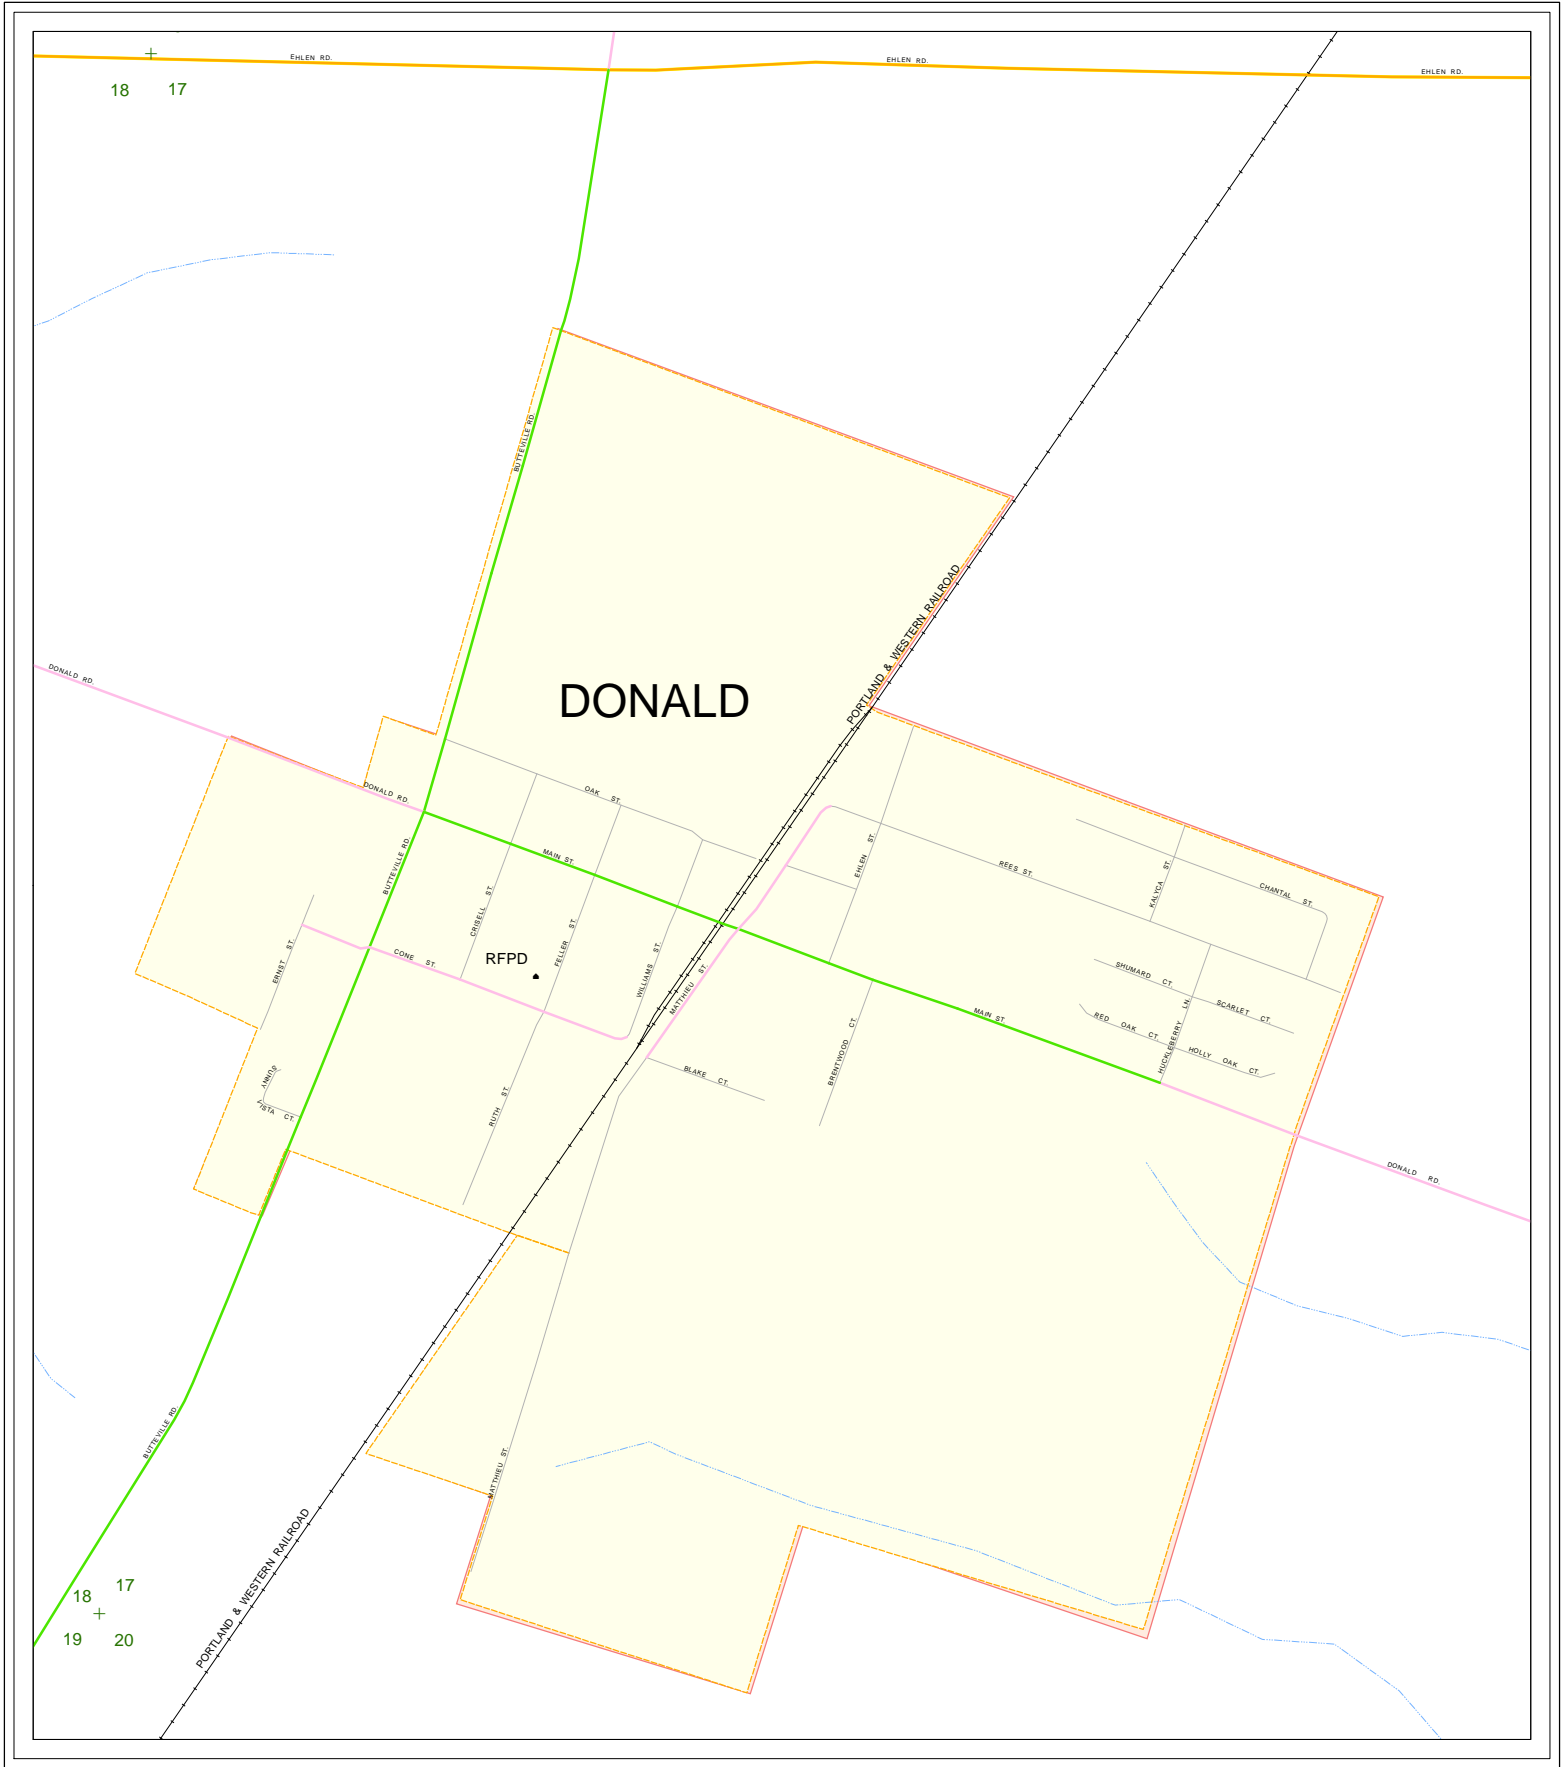 EHLEN RD.
EHLEN RD.
EHLEN RD.
18 17
BUTTEVILLE RD.
PORTLAND & WESTERN RAILROAD
DONALD RD.
DONALD
DONALD RD.
OAK ST.
MAIN ST.
BUTTEVILLE RD.
EHLEN ST.
REES ST.
KALYCA ST.
CHANTAL ST.
CRISELL ST.
FELLER ST.
WILLIAMS ST.
ERNST ST.
CONE ST.
RFPD
MATTHIEU ST.
SHUMARD CT.
SCARLET CT.
RED OAK CT.
HOLLY OAK CT.
HUCKLEBERRY LN.
MAIN ST.
BRENTWOOD CT.
BLAKE CT.
RUTH ST.
SUNNY
VISTA CT.
DONALD RD.
BUTTEVILLE RD.
MATTHIEU ST.
PORTLAND & WESTERN RAILROAD
18 17
19 20